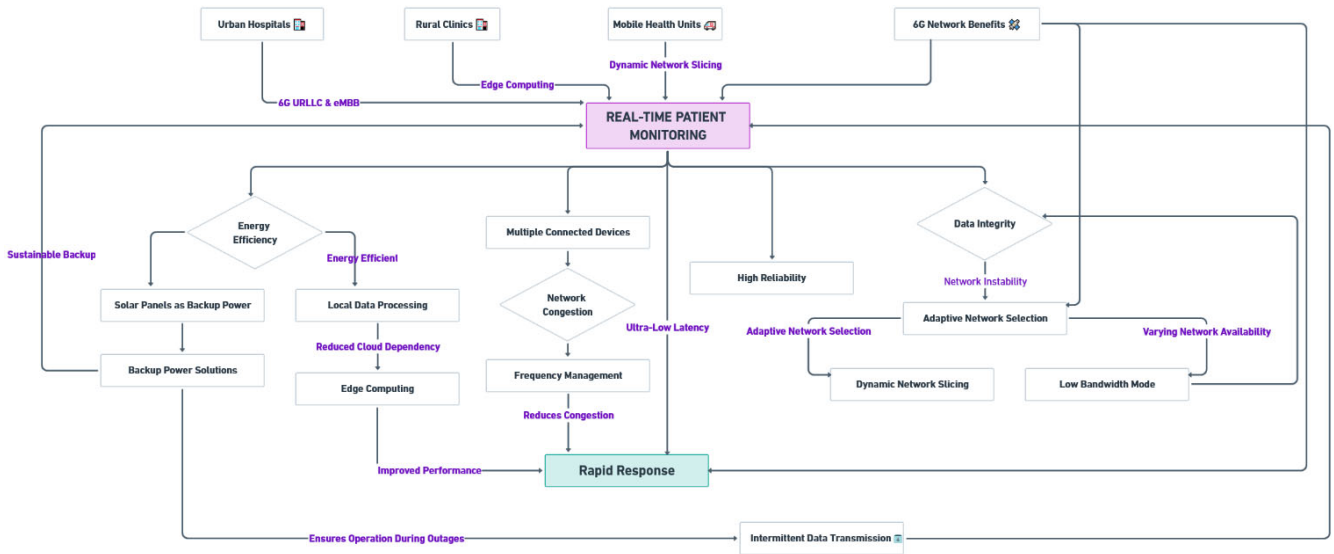 Urban Hospitals
Rural Clinics
Mobile Health Units
6G Network Benefits
Dynamic Network Slicing
Edge Computing
6G URLLC & eMBB
REAL-TIME PATIENT
MONITORING
Energy
Efficiency
Multiple Connected Devices
Data Integrity
Sustainable Backup
Energy Efficient
High Reliability
Network Instability
Solar Panels as Backup Power
Local Data Processing
Network
Congestion
Adaptive Network Selection
Ultra-Low Latency
Adaptive Network Selection
Varying Network Availability
Reduced Cloud Dependency
Backup Power Solutions
Edge Computing
Frequency Management
Dynamic Network Slicing
Low Bandwidth Mode
Reduces Congestion
Improved Performance
Rapid Response
Ensures Operation During Outages
Intermittent Data Transmission